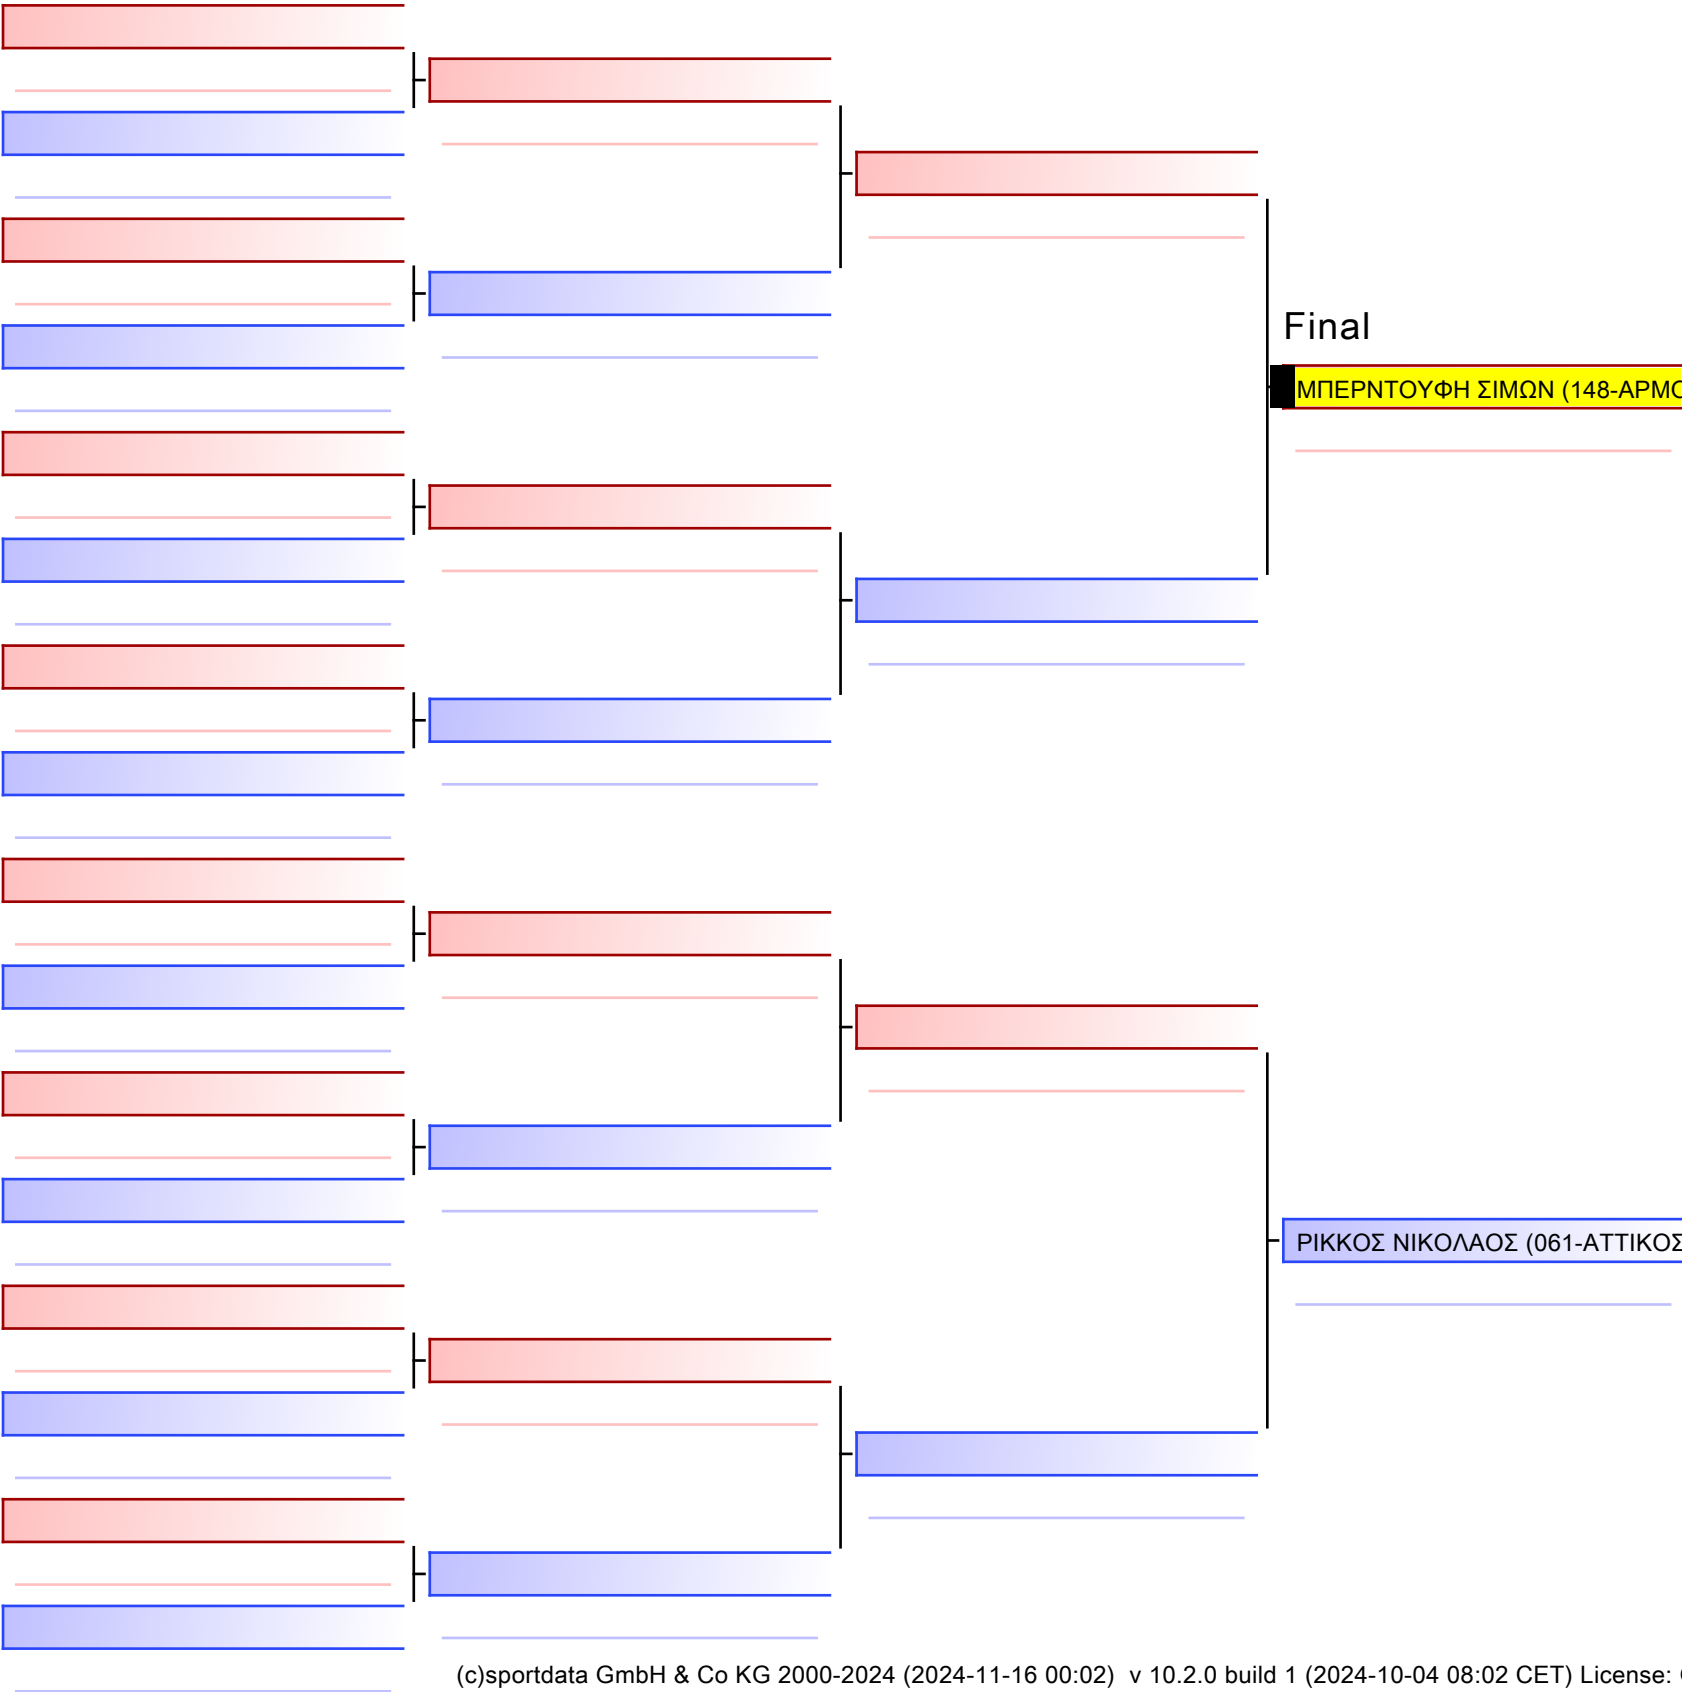 Final
ΜΠΕΡΝΤΟΥΦΗ ΣΙΜΩΝ (148-ΑΡΜΟ
ΡΙΚΚΟΣ ΝΙΚΟΛΑΟΣ (061-ΑΤΤΙΚΟΣ
(c)sportdata GmbH & Co KG 2000-2024 (2024-11-16 00:02) v 10.2.0 build 1 (2024-10-04 08:02 CET) License: